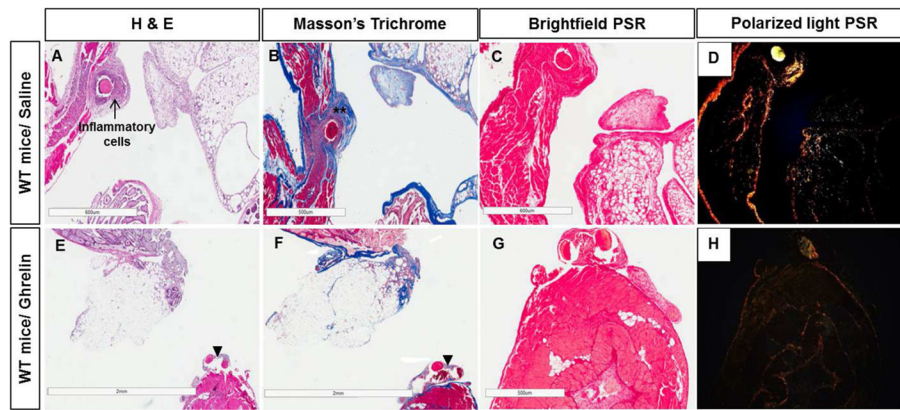 H & E
Masson's Trichrome
Brightfield PSR
Polarized light PSR
WT mice/ Saline
A
Inflammatory
cells
600um
B
**
500um
C
600um
D
WT mice/ Ghrelin
E
2mm
F
2mm
G
500um
H